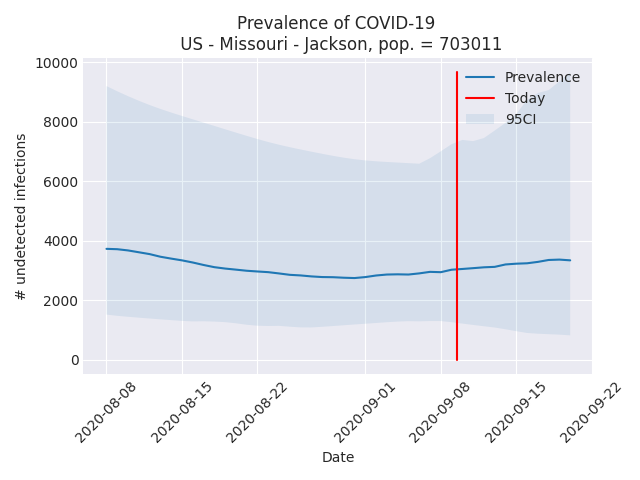 Prevalence of COVID-19
US - Missouri - Jackson, pop. = 703011
10000
8000
6000
4000
2000
0
# undetected infections
Prevalence
Today
95CI
2020-08-08
2020-08-15
2020-08-22
2020-09-01
2020-09-08
2020-09-15
2020-09-22
Date